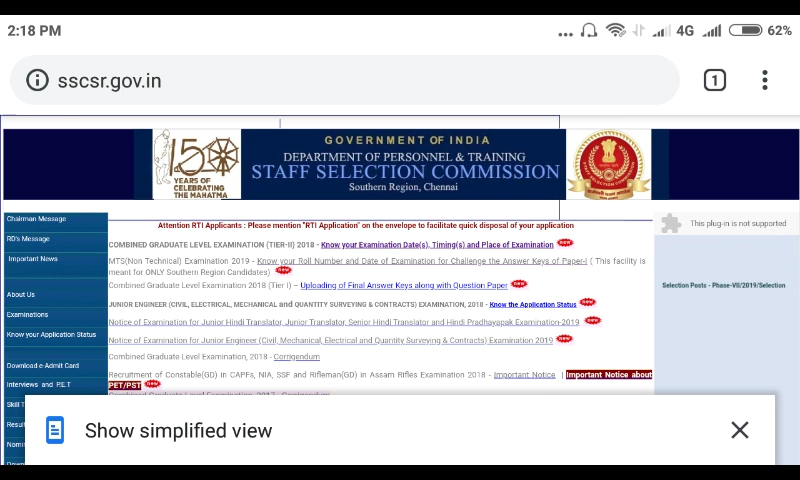 2:18 PM
4G
62%
sscsr.gov.in
1
150
YEARS OF
CELEBRATING
THE MAHATMA
GOVERNMENT OF INDIA
DEPARTMENT OF PERSONNEL & TRAINING
STAFF SELECTION COMMISSION
Southern Region, Chennai
Chairman Message
RD's Message
Important News
About Us
Examinations
Know your Application Status
Download e-Admit Card
Interviews and P.E.T
Skill T
Result
Nomi
Attention RTI Applicants : Please mention "RTI Application" on the envelope to facilitate quick disposal of your application
COMBINED GRADUATE LEVEL EXAMINATION (TIER-II) 2018 - Know your Examination Date(s), Timing(s) and Place of Examination new
MTS(Non Technical) Examination 2019 - Know your Roll Number and Date of Examination for Challenge the Answer Keys of Paper-I ( This facility is
meant for ONLY Southern Region Candidates) new
Combined Graduate Level Examination 2018 (Tier I) – Uploading of Final Answer Keys along with Question Paper new
JUNIOR ENGINEER (CIVIL, ELECTRICAL, MECHANICAL and QUANTITY SURVEYING & CONTRACTS) EXAMINATION, 2018 - Know the Application Status new
Notice of Examination for Junior Hindi Translator, Junior Translator, Senior Hindi Translator and Hindi Pradhayapak Examination-2019 new
Notice of Examination for Junior Engineer (Civil, Mechanical, Electrical and Quantity Surveying & Contracts) Examination 2019 new
Combined Graduate Level Examination, 2018 - Corrigendum
Recruitment of Constable(GD) in CAPFs, NIA, SSF and Rifleman(GD) in Assam Rifles Examination 2018 - Important Notice | Important Notice about
PET/PST new
This plug-in is not supported
Selection Posts - Phase-VII/2019/Selection
Show simplified view